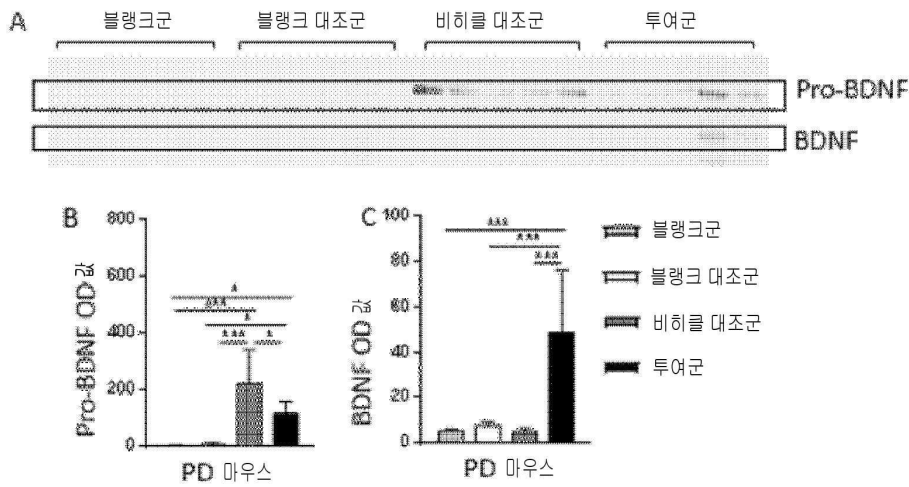 A
블랭크군 블랭크 대조군 비히클 대조군 투여군
Pro-BDNF
BDNF
B
Pro-BDNF OD 값
800
600
400
200
0
***
*
*** *
PD 마우스
C
BDNF OD 값
100
80
60
40
20
0
***
***
***
PD 마우스
블랭크군
블랭크 대조군
비히클 대조군
투여군